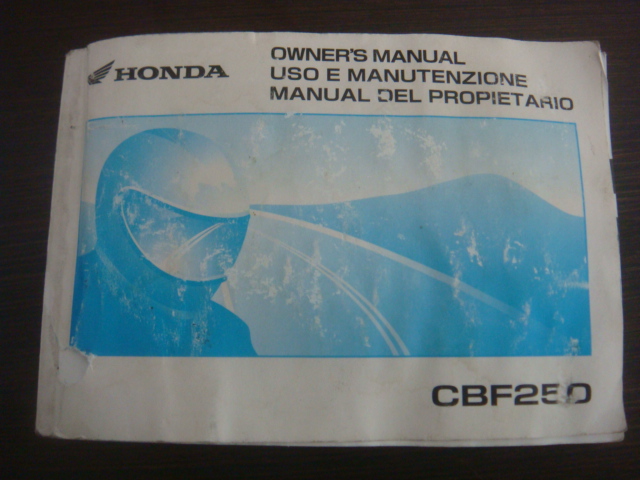 HONDA
OWNER'S MANUAL
USO E MANUTENZIONE
MANUAL DEL PROPIETARIO
CBF250